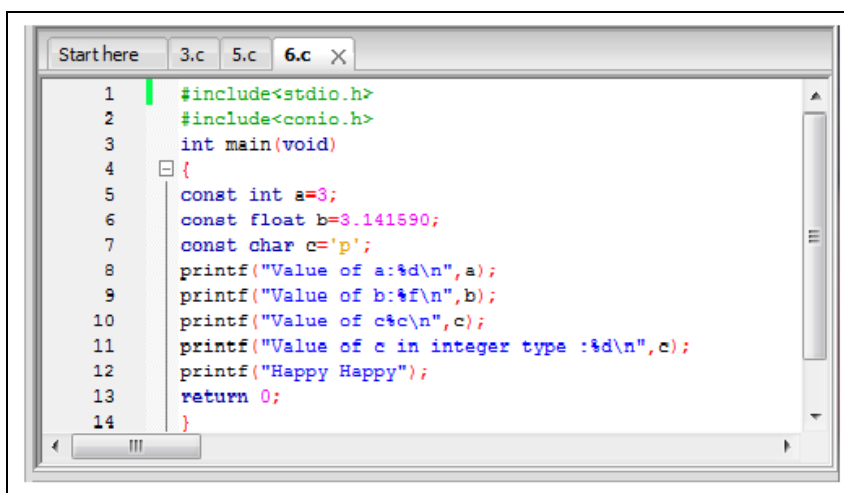 Start here 3.c 5.c 6.c
1 #include<stdio.h>
2 #include<conio.h>
3 int main(void)
4 {
5 const int a=3;
6 const float b=3.141590;
7 const char c='p';
8 printf("Value of a:%d\n",a);
9 printf("Value of b:%f\n",b);
10 printf("Value of c%c\n",c);
11 printf("Value of c in integer type :%d\n",c);
12 printf("Happy Happy");
13 return 0;
14 }